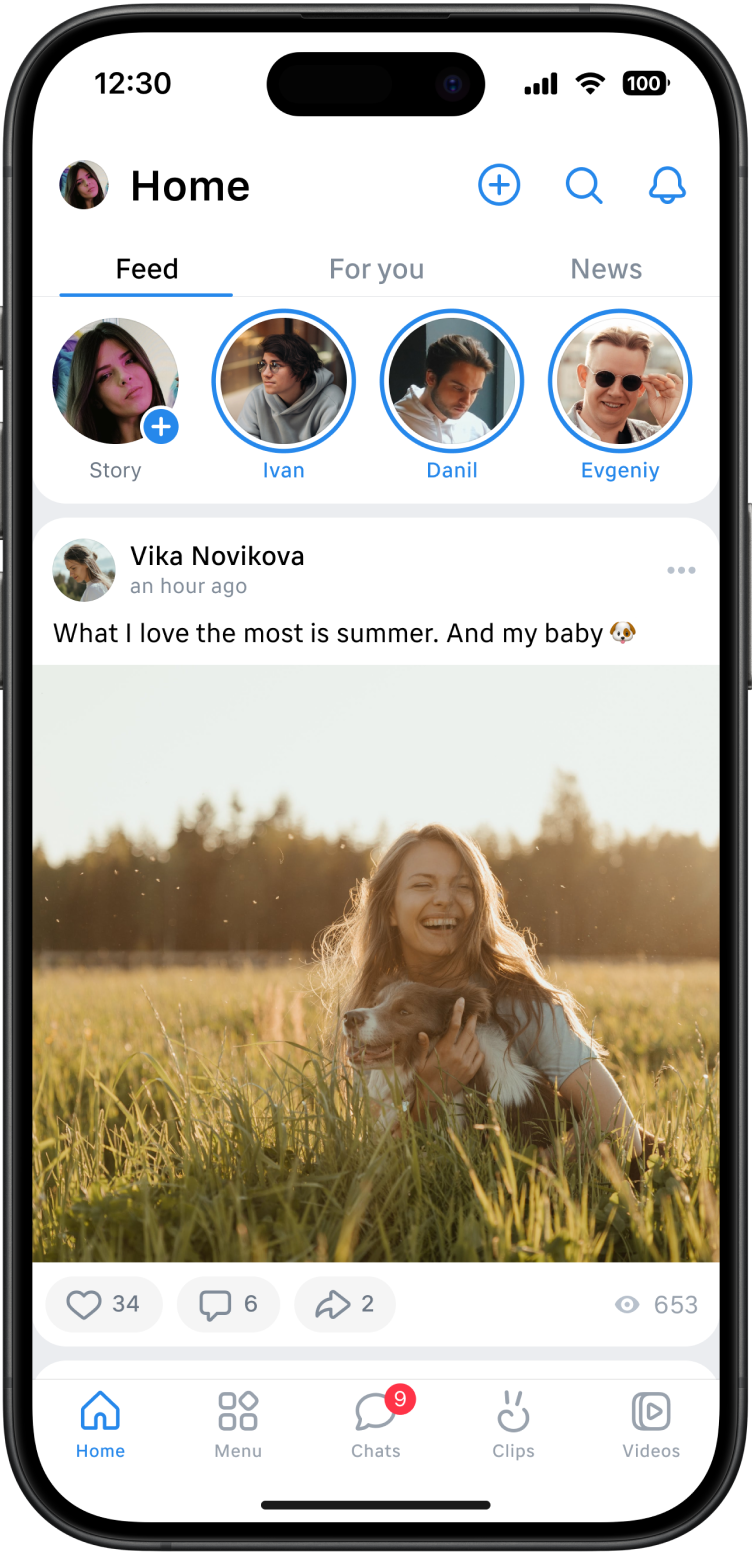 12:30
100
Home
Feed For you News
Story Ivan Danil Evgeniy
Vika Novikova
an hour ago
What I love the most is summer. And my baby 🐶
34 6 2 653
9
Home Menu Chats Clips Videos